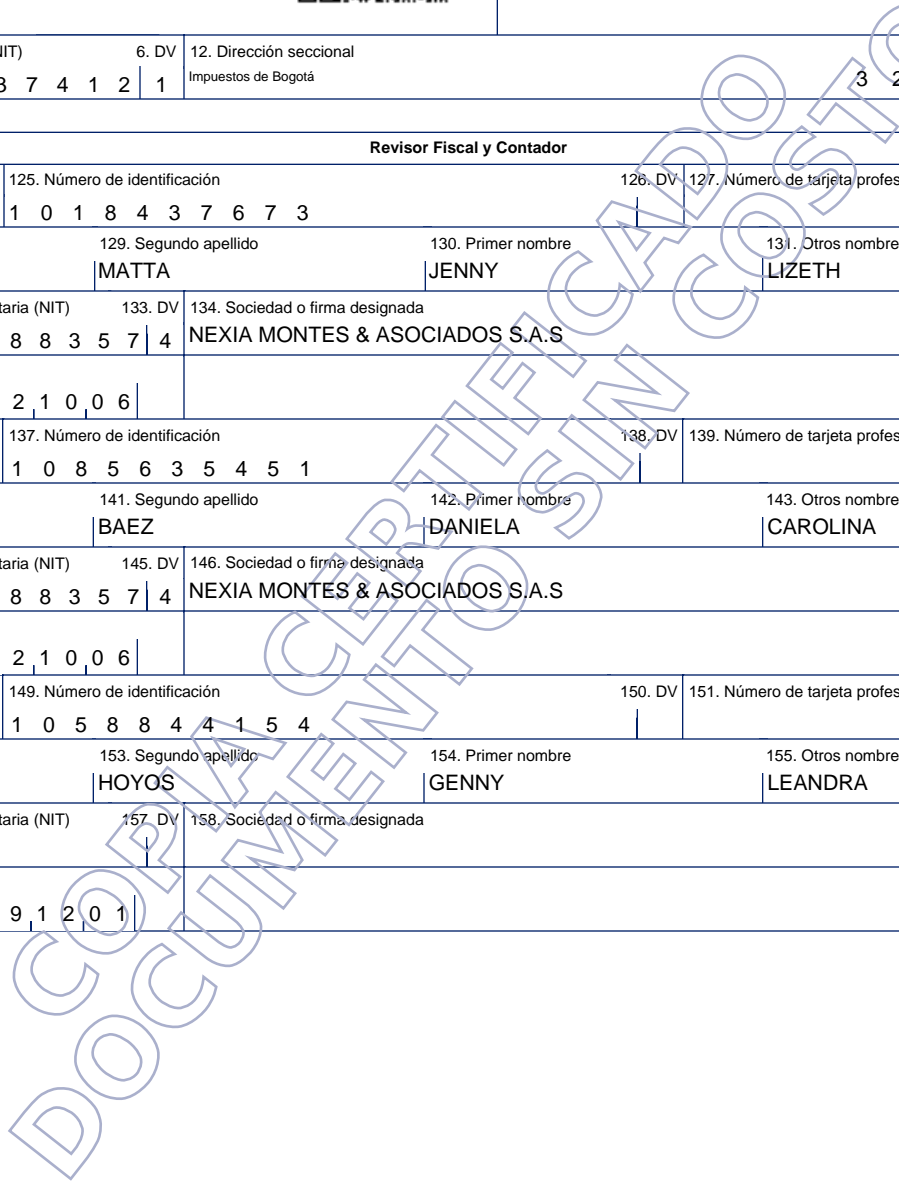 NIT) 6. DV 12. Dirección seccional
3 7 4 1 2 1 Impuestos de Bogotá 3 2
Revisor Fiscal y Contador
125. Número de identificación 126. DV 127. Número de tarjeta profes
1 0 1 8 4 3 7 6 7 3
129. Segundo apellido 130. Primer nombre 131. Otros nombre
MATTA JENNY LIZETH
taria (NIT) 133. DV 134. Sociedad o firma designada
8 8 3 5 7 4 NEXIA MONTES & ASOCIADOS S.A.S
2 1 0 0 6
137. Número de identificación 138. DV 139. Número de tarjeta profes
1 0 8 5 6 3 5 4 5 1
141. Segundo apellido 142. Primer nombre 143. Otros nombre
BAEZ DANIELA CAROLINA
taria (NIT) 145. DV 146. Sociedad o firma designada
8 8 3 5 7 4 NEXIA MONTES & ASOCIADOS S.A.S
2 1 0 0 6
149. Número de identificación 150. DV 151. Número de tarjeta profes
1 0 5 8 8 4 4 1 5 4
153. Segundo apellido 154. Primer nombre 155. Otros nombre
HOYOS GENNY LEANDRA
taria (NIT) 157. DV 158. Sociedad o firma designada
9 1 2 0 1
COPIA CERTIFICADO
DOCUMENTO SIN COSTO